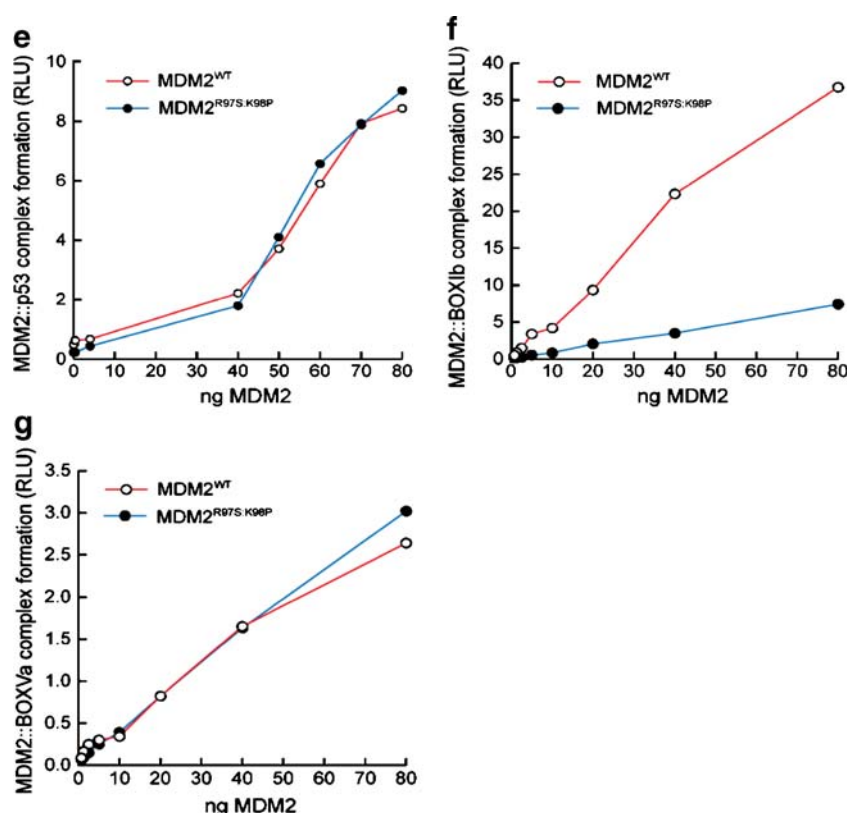 e
MDM2::p53 complex formation (RLU)
10
8
6
4
2
0
MDM2WT
MDM2R97S:K98P
0 10 20 30 40 50 60 70 80
ng MDM2
f
MDM2::BOXIb complex formation (RLU)
40
35
30
25
20
15
10
5
0
MDM2WT
MDM2R97S:K98P
0 10 20 30 40 50 60 70 80
ng MDM2
g
MDM2::BOXVa complex formation (RLU)
3.5
3.0
2.5
2.0
1.5
1.0
0.5
0.0
MDM2WT
MDM2R97S:K98P
0 10 20 30 40 50 60 70 80
ng MDM2